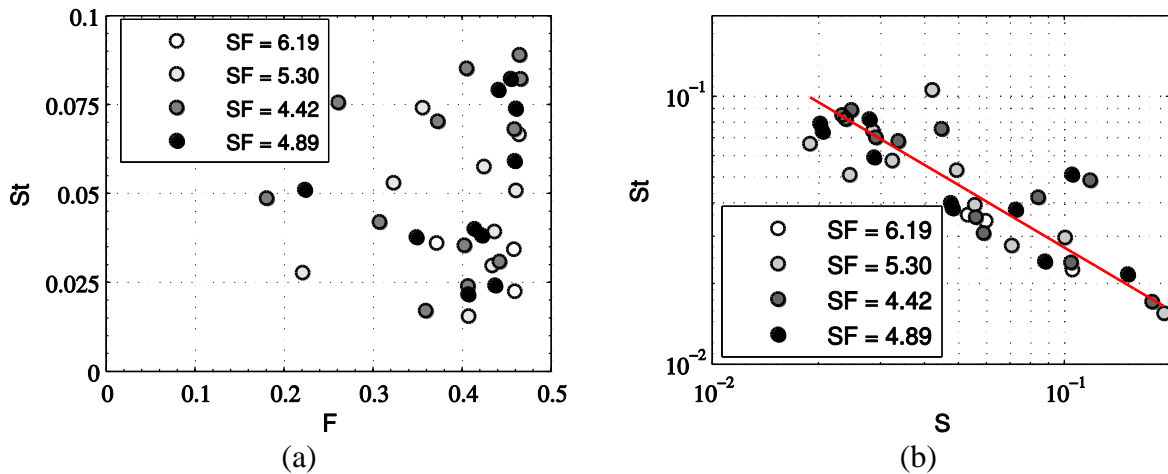 0.1
0.075
0.05
0.025
0
St
SF = 6.19
SF = 5.30
SF = 4.42
SF = 4.89
0 0.1 0.2 0.3 0.4 0.5
F
(a)
10⁻¹
10⁻²
St
SF = 6.19
SF = 5.30
SF = 4.42
SF = 4.89
10⁻² 10⁻¹
S
(b)